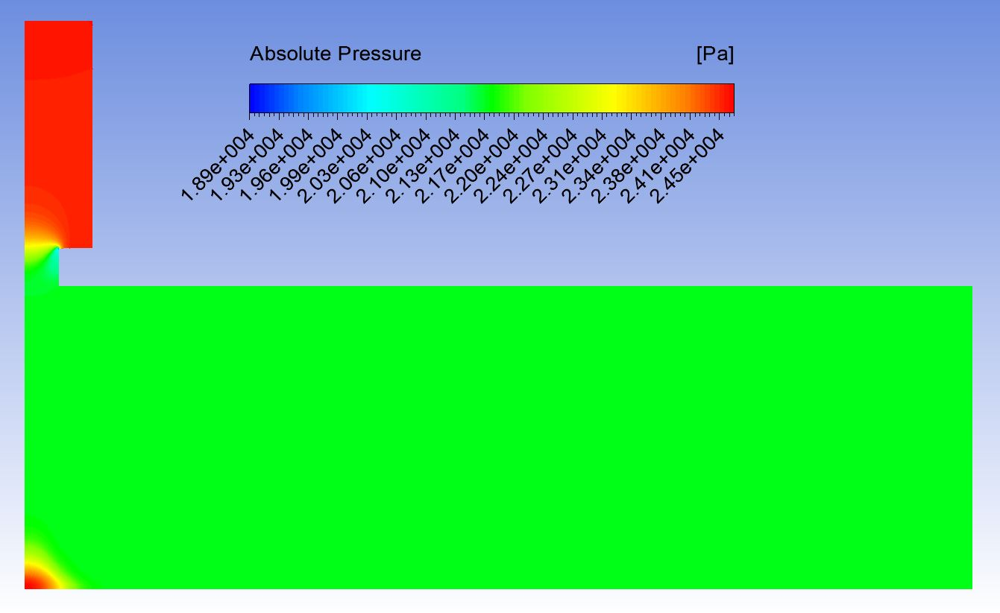 Absolute Pressure [Pa]
1.89e+004
1.93e+004
1.96e+004
1.99e+004
2.03e+004
2.06e+004
2.10e+004
2.13e+004
2.17e+004
2.20e+004
2.24e+004
2.27e+004
2.31e+004
2.34e+004
2.38e+004
2.41e+004
2.45e+004